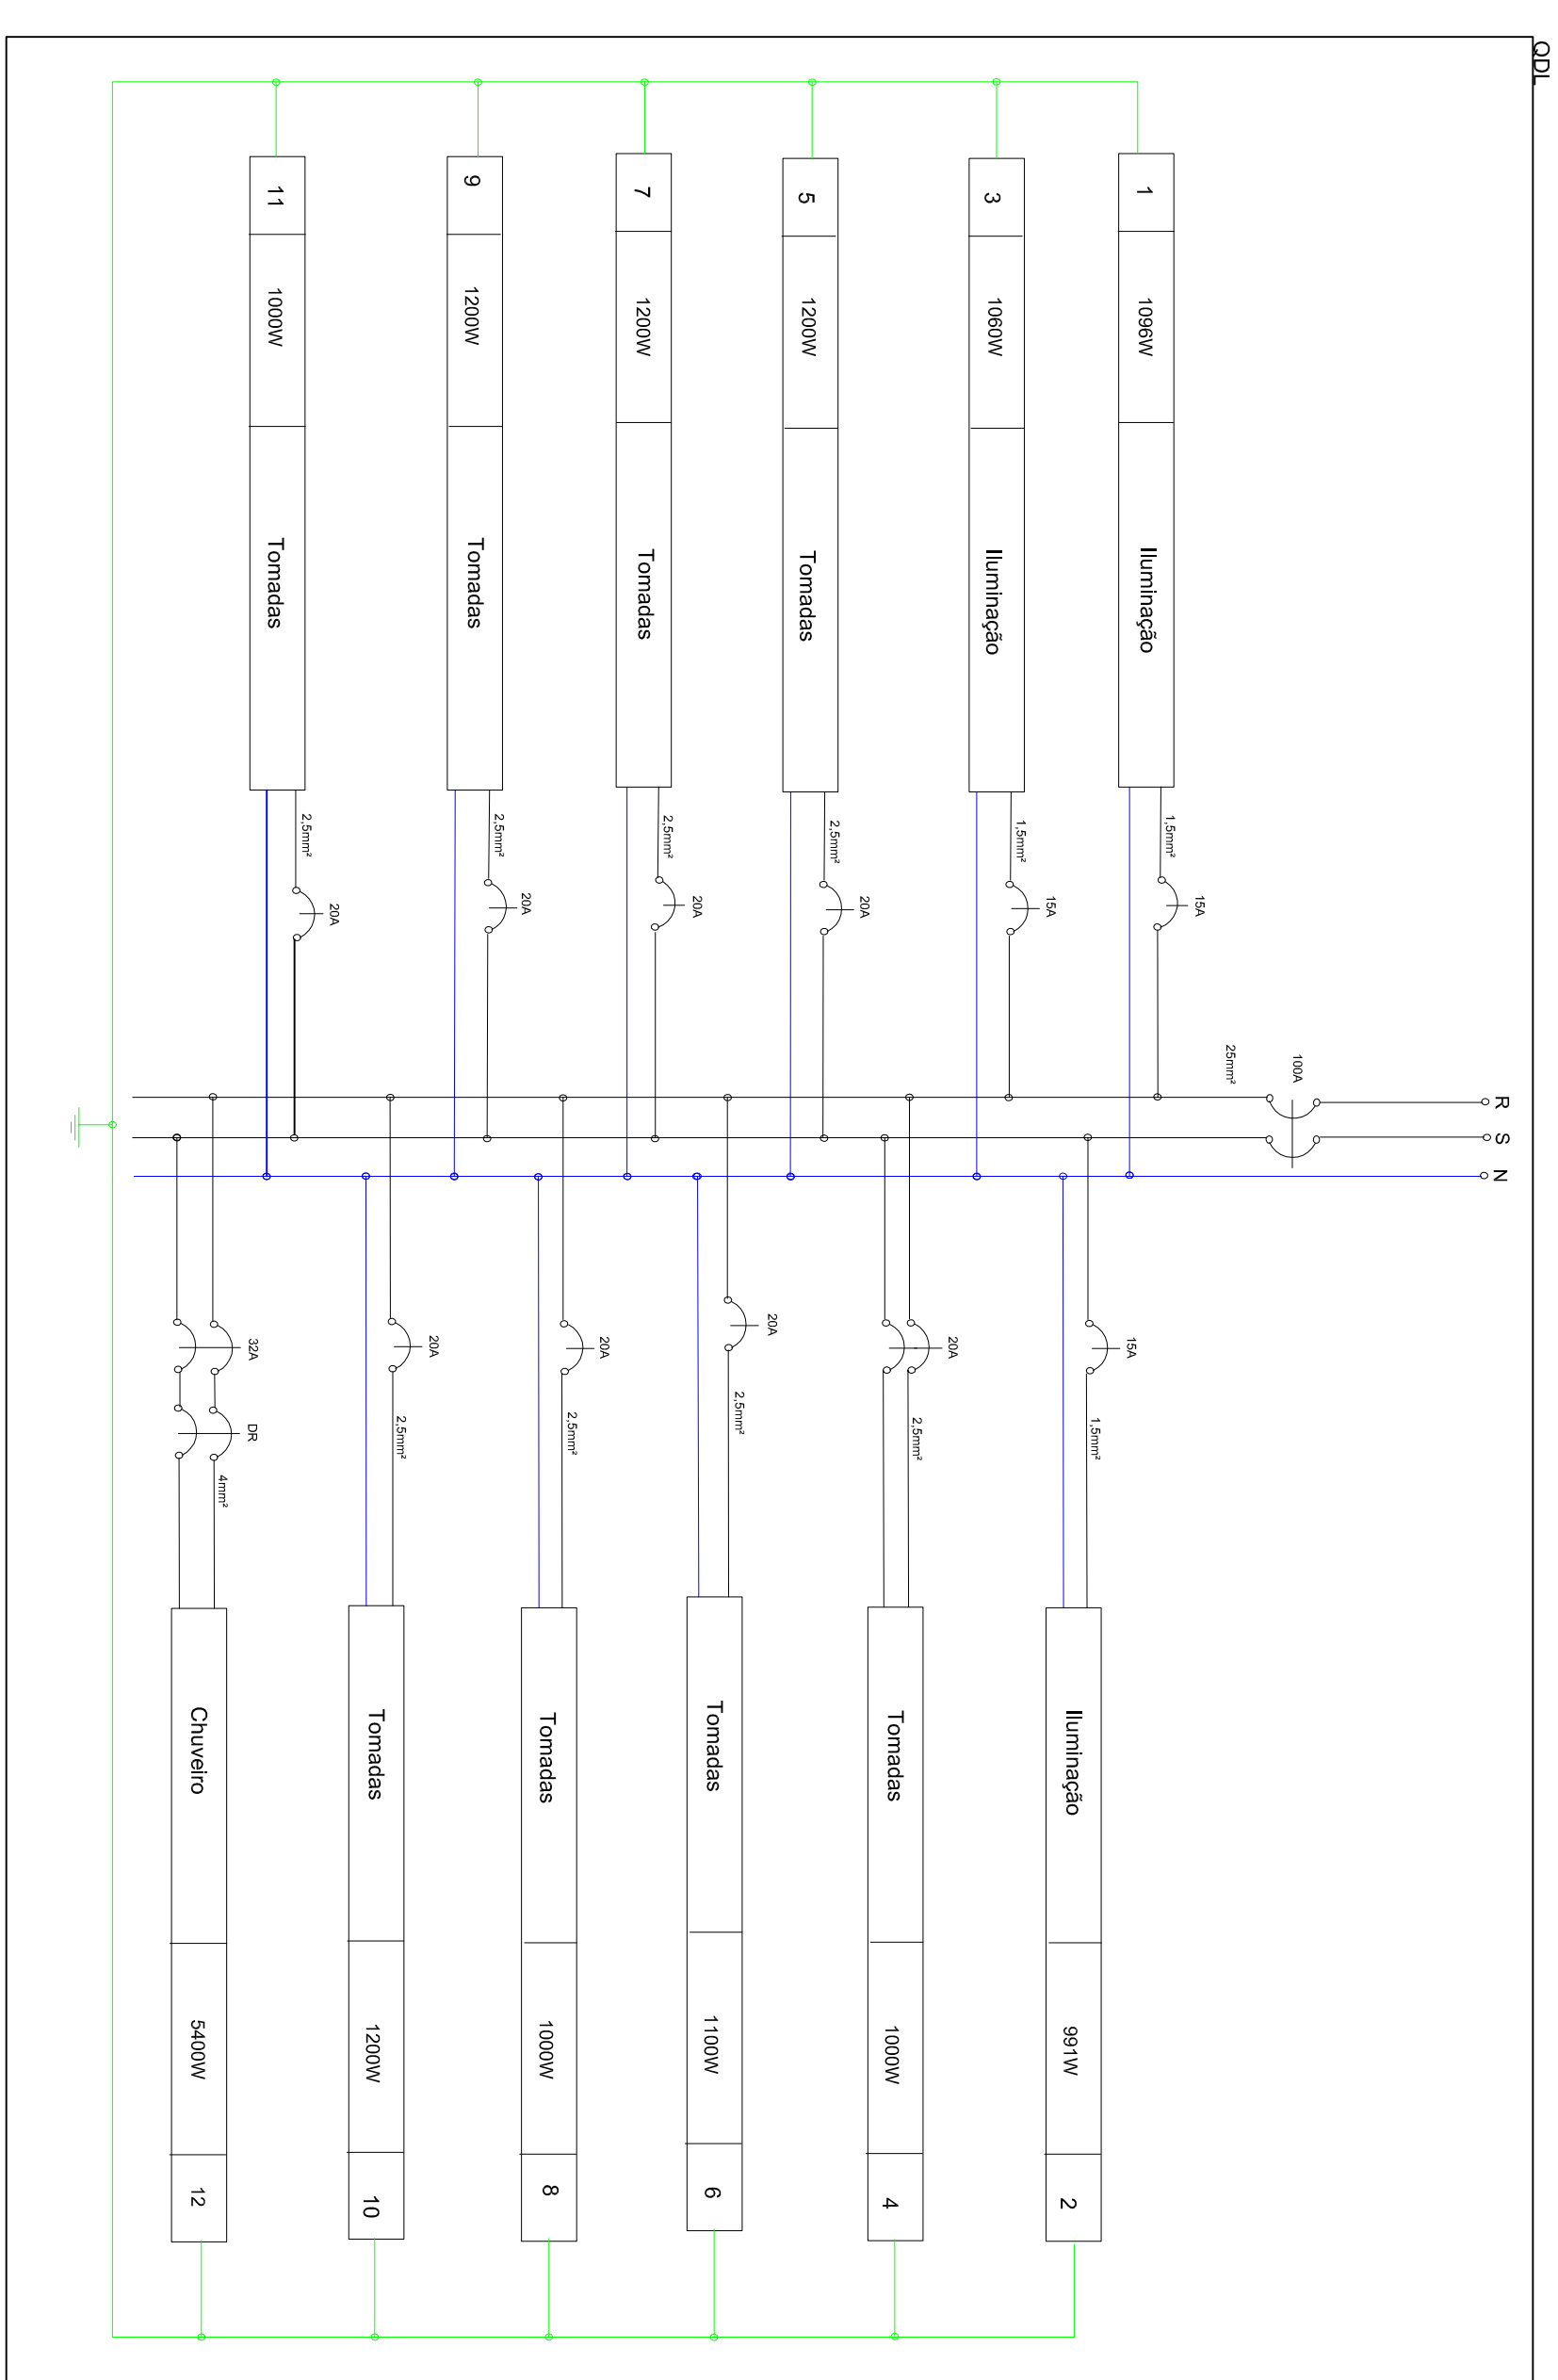 QDL
R
S
N
100A
25mm²
1 1096W Iluminação
1,5mm²
15A
3 1060W Iluminação
1,5mm²
15A
5 1200W Tomadas
2,5mm²
20A
7 1200W Tomadas
2,5mm²
20A
9 1200W Tomadas
2,5mm²
20A
11 1000W Tomadas
2,5mm²
20A
15A
1,5mm²
Iluminação 991W 2
20A
2,5mm²
Tomadas 1000W 4
20A
2,5mm²
Tomadas 1100W 6
20A
2,5mm²
Tomadas 1000W 8
20A
2,5mm²
Tomadas 1200W 10
32A
DR
4mm²
Chuveiro 5400W 12